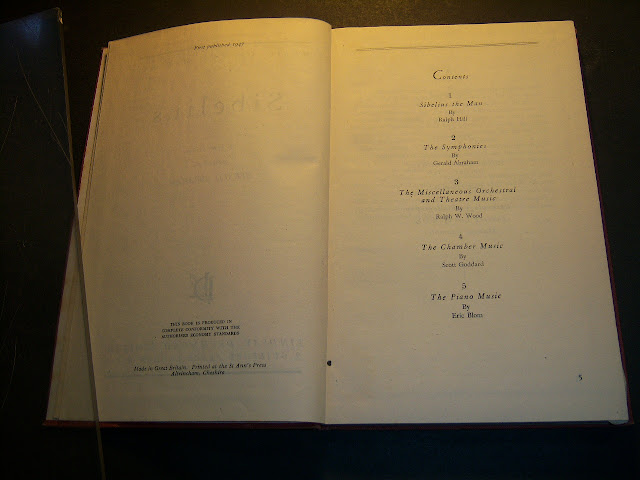 First published 1947
THIS BOOK IS PRODUCED IN
COMPLETE CONFORMITY WITH THE
AUTHORISED ECONOMY STANDARDS
Made in Great Britain. Printed at the St Ann's Press
Altrincham, Cheshire
Contents
1
Sibelius the Man
By
Ralph Hill
2
The Symphonies
By
Gerald Abraham
3
The Miscellaneous Orchestral
and Theatre Music
By
Ralph W. Wood
4
The Chamber Music
By
Scott Goddard
5
The Piano Music
By
Eric Blom
5